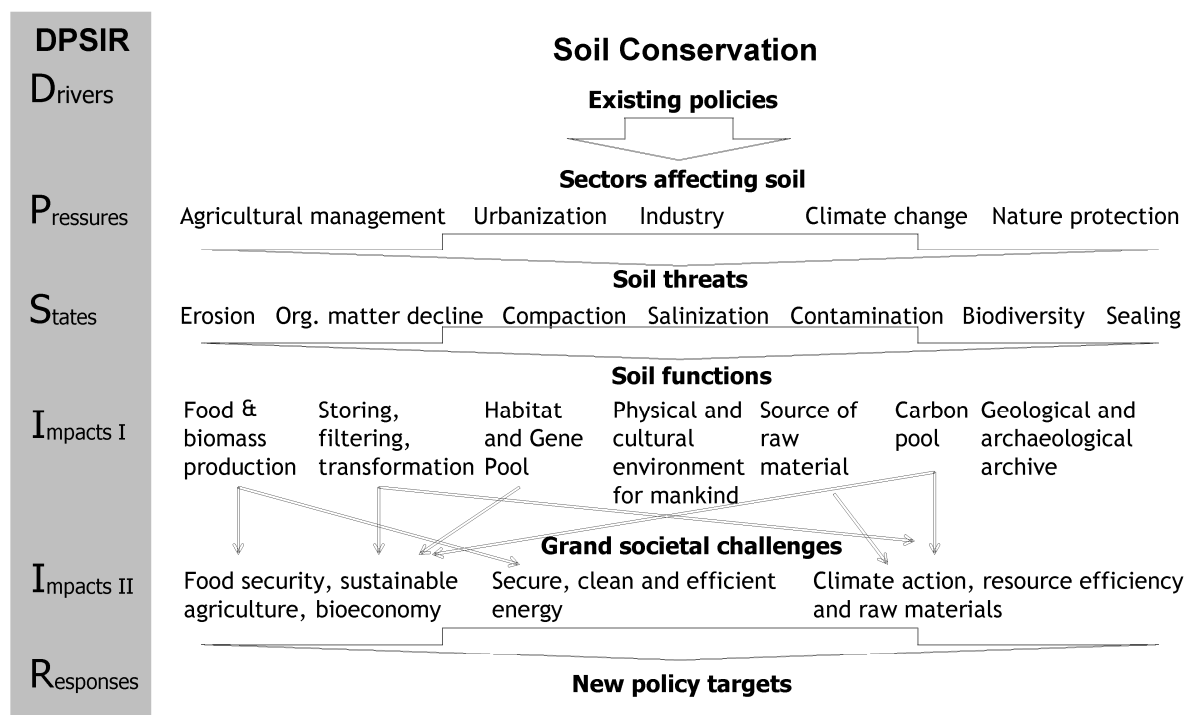 DPSIR
Soil Conservation
Drivers
Existing policies
Sectors affecting soil
Pressures
Agricultural management Urbanization Industry Climate change Nature protection
Soil threats
States
Erosion Org. matter decline Compaction Salinization Contamination Biodiversity Sealing
Soil functions
Impacts I
Food &
biomass
production
Storing,
filtering,
transformation
Habitat
and Gene
Pool
Physical and
cultural
environment
for mankind
Source of
raw
material
Carbon
pool
Geological and
archaeological
archive
Grand societal challenges
Impacts II
Food security, sustainable
agriculture, bioeconomy
Secure, clean and efficient
energy
Climate action, resource efficiency
and raw materials
Responses
New policy targets